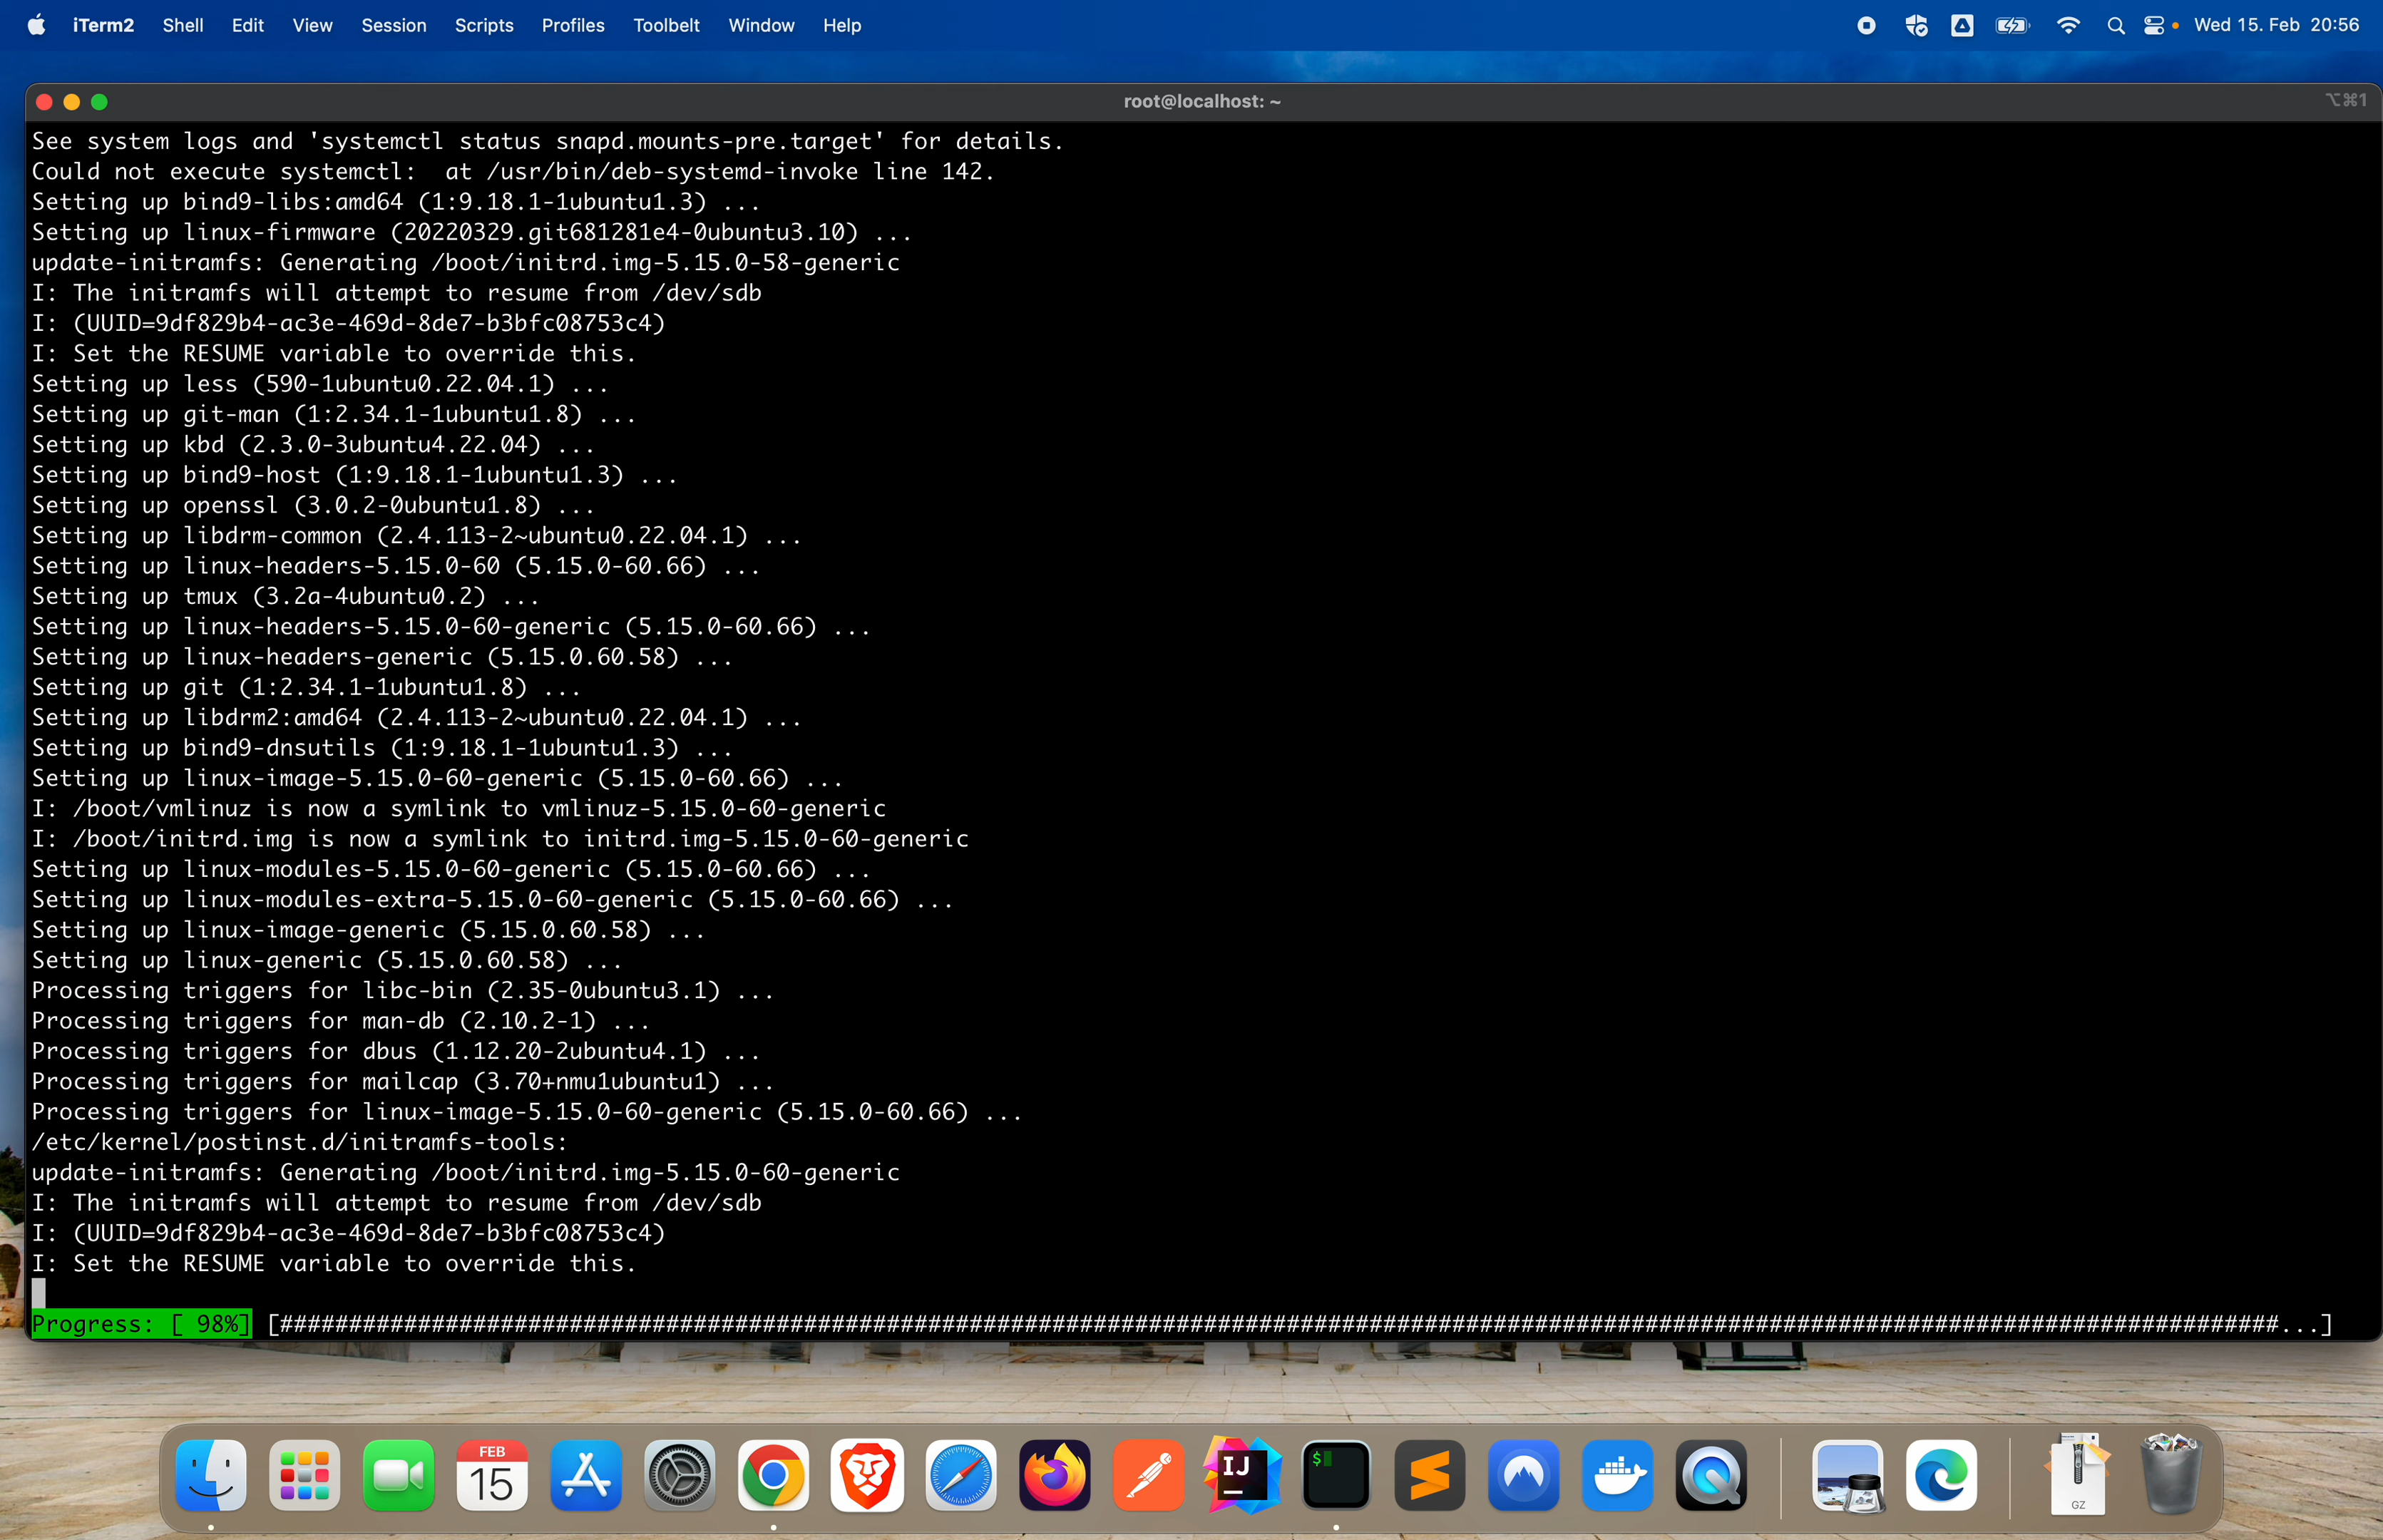 iTerm2 Shell Edit View Session Scripts Profiles Toolbelt Window Help Wed 15. Feb 20:56
root@localhost: ~ ⌥⌘1
See system logs and 'systemctl status snapd.mounts-pre.target' for details.
Could not execute systemctl:  at /usr/bin/deb-systemd-invoke line 142.
Setting up bind9-libs:amd64 (1:9.18.1-1ubuntu1.3) ...
Setting up linux-firmware (20220329.git681281e4-0ubuntu3.10) ...
update-initramfs: Generating /boot/initrd.img-5.15.0-58-generic
I: The initramfs will attempt to resume from /dev/sdb
I: (UUID=9df829b4-ac3e-469d-8de7-b3bfc08753c4)
I: Set the RESUME variable to override this.
Setting up less (590-1ubuntu0.22.04.1) ...
Setting up git-man (1:2.34.1-1ubuntu1.8) ...
Setting up kbd (2.3.0-3ubuntu4.22.04) ...
Setting up bind9-host (1:9.18.1-1ubuntu1.3) ...
Setting up openssl (3.0.2-0ubuntu1.8) ...
Setting up libdrm-common (2.4.113-2~ubuntu0.22.04.1) ...
Setting up linux-headers-5.15.0-60 (5.15.0-60.66) ...
Setting up tmux (3.2a-4ubuntu0.2) ...
Setting up linux-headers-5.15.0-60-generic (5.15.0-60.66) ...
Setting up linux-headers-generic (5.15.0.60.58) ...
Setting up git (1:2.34.1-1ubuntu1.8) ...
Setting up libdrm2:amd64 (2.4.113-2~ubuntu0.22.04.1) ...
Setting up bind9-dnsutils (1:9.18.1-1ubuntu1.3) ...
Setting up linux-image-5.15.0-60-generic (5.15.0-60.66) ...
I: /boot/vmlinuz is now a symlink to vmlinuz-5.15.0-60-generic
I: /boot/initrd.img is now a symlink to initrd.img-5.15.0-60-generic
Setting up linux-modules-5.15.0-60-generic (5.15.0-60.66) ...
Setting up linux-modules-extra-5.15.0-60-generic (5.15.0-60.66) ...
Setting up linux-image-generic (5.15.0.60.58) ...
Setting up linux-generic (5.15.0.60.58) ...
Processing triggers for libc-bin (2.35-0ubuntu3.1) ...
Processing triggers for man-db (2.10.2-1) ...
Processing triggers for dbus (1.12.20-2ubuntu4.1) ...
Processing triggers for mailcap (3.70+nmu1ubuntu1) ...
Processing triggers for linux-image-5.15.0-60-generic (5.15.0-60.66) ...
/etc/kernel/postinst.d/initramfs-tools:
update-initramfs: Generating /boot/initrd.img-5.15.0-60-generic
I: The initramfs will attempt to resume from /dev/sdb
I: (UUID=9df829b4-ac3e-469d-8de7-b3bfc08753c4)
I: Set the RESUME variable to override this.
Progress: [ 98%] [#################################################################################################################################################...]
FEB
15
IJ
$
GZ